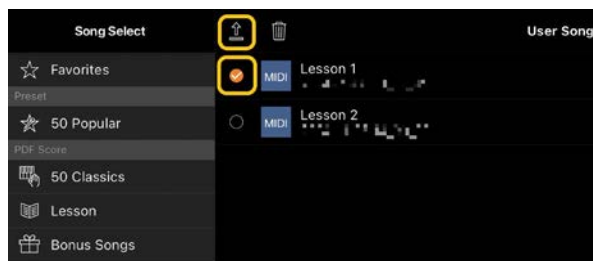 Song Select
User Song
Favorites
Preset
50 Popular
PDF Score
50 Classics
Lesson
Bonus Songs
MIDI
Lesson 1
MIDI
Lesson 2